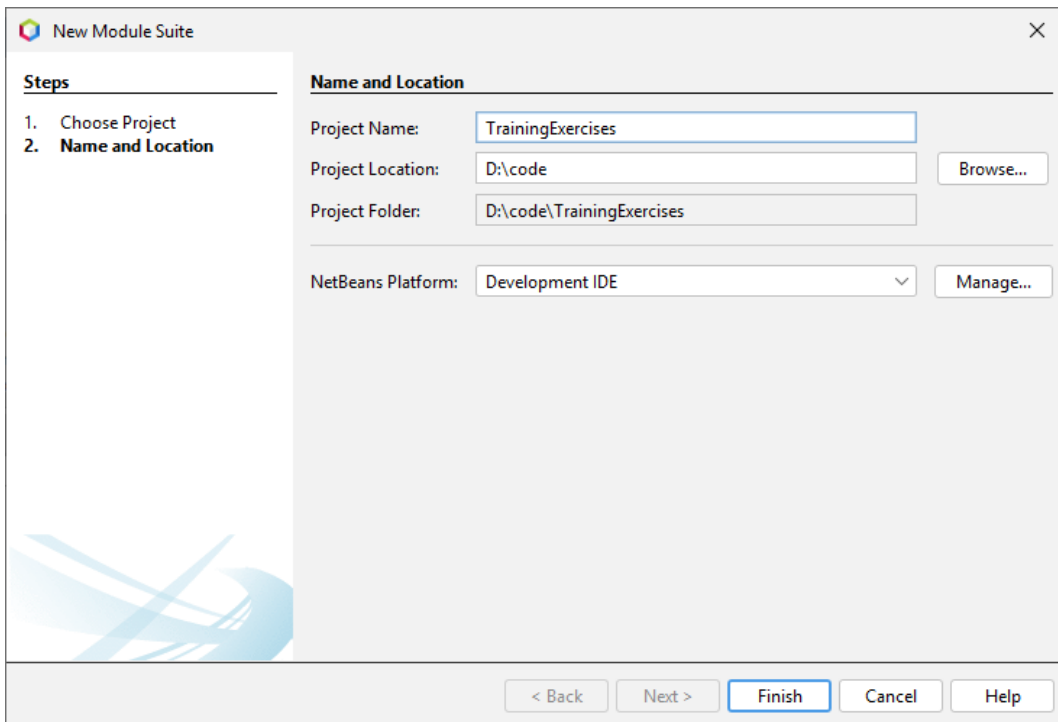 New Module Suite
Steps
1. Choose Project
2. Name and Location
Name and Location
Project Name: TrainingExercises
Project Location: D:\code Browse...
Project Folder: D:\code\TrainingExercises
NetBeans Platform: Development IDE Manage...
< Back Next > Finish Cancel Help